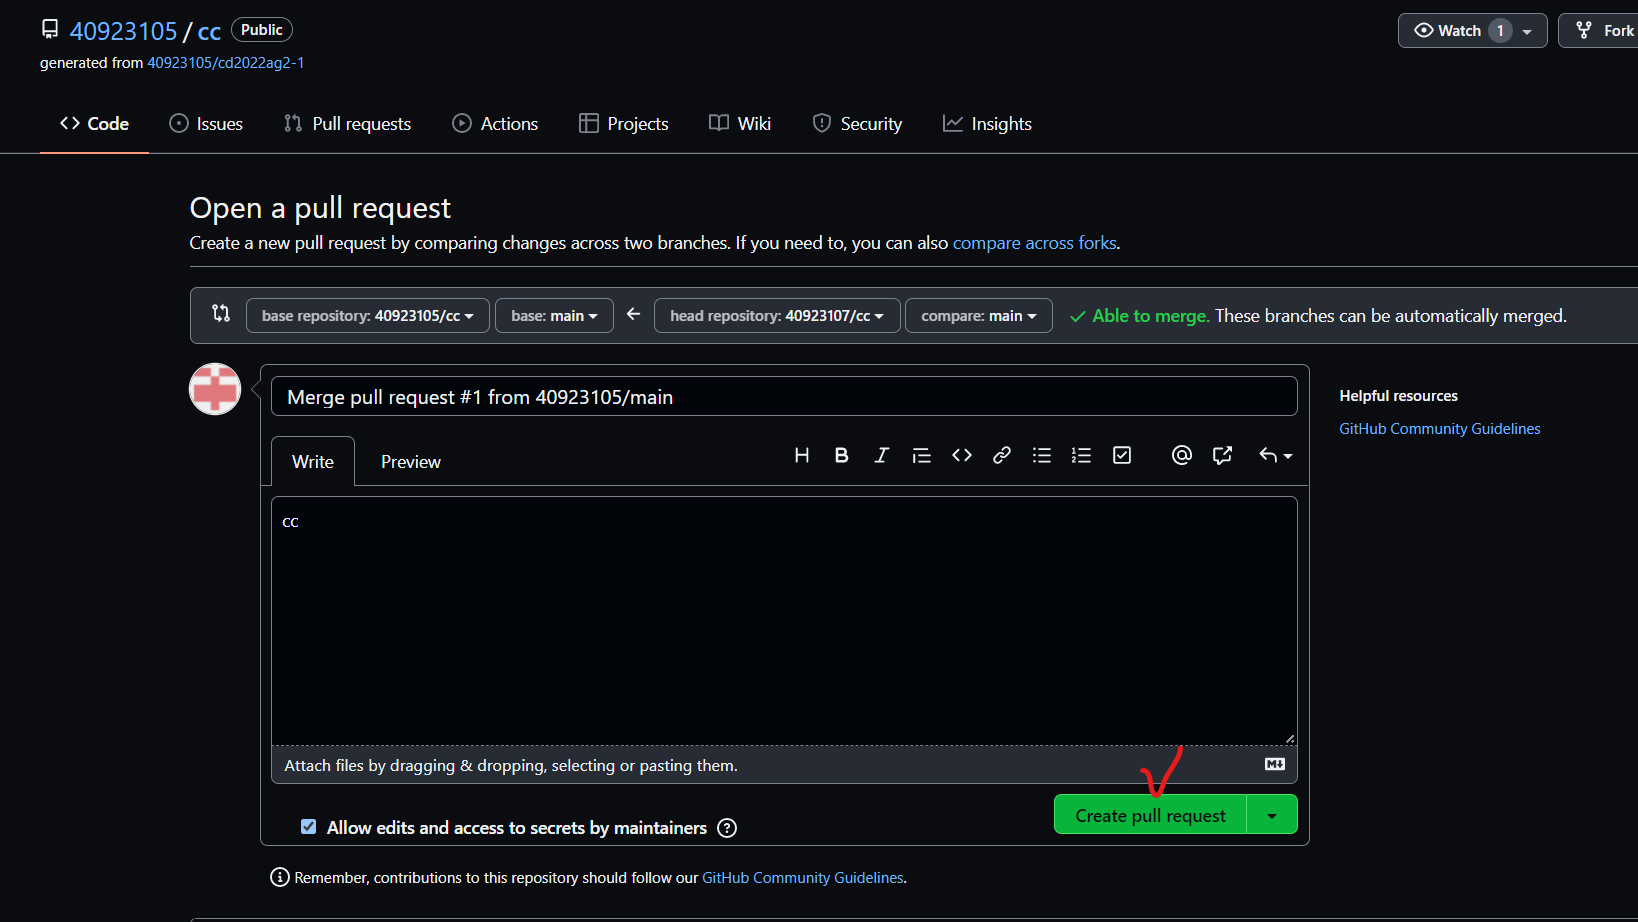 40923105 / cc Public
Watch 1
Fork
generated from 40923105/cd2022ag2-1
Code Issues Pull requests Actions Projects Wiki Security Insights
Open a pull request
Create a new pull request by comparing changes across two branches. If you need to, you can also compare across forks.
base repository: 40923105/cc base: main head repository: 40923107/cc compare: main Able to merge. These branches can be automatically merged.
Merge pull request #1 from 40923105/main
Helpful resources
GitHub Community Guidelines
Write Preview
cc
Attach files by dragging & dropping, selecting or pasting them.
Create pull request
Allow edits and access to secrets by maintainers
Remember, contributions to this repository should follow our GitHub Community Guidelines.